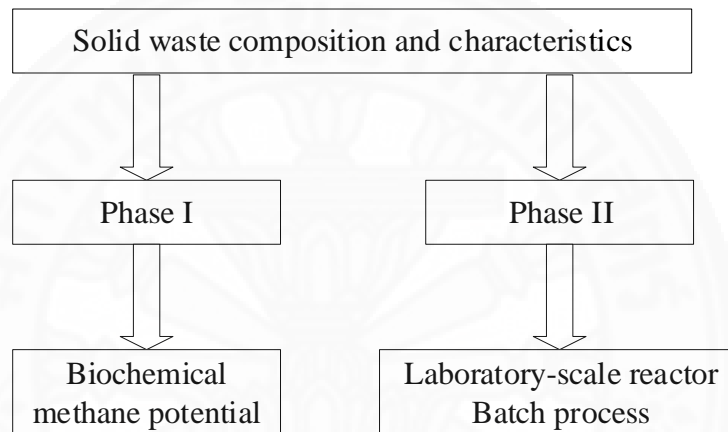 Solid waste composition and characteristics
Phase I
Phase II
Biochemical
methane potential
Laboratory-scale reactor
Batch process